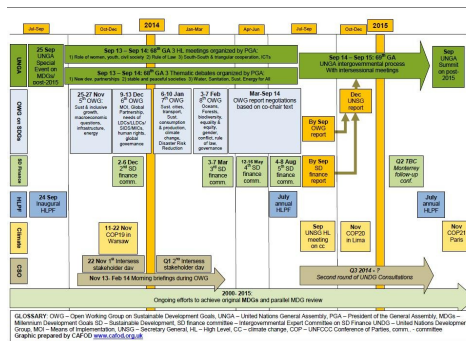 2014
2015
Jul-Sep
Oct-Dec
Jan-Mar
Apr-Jun
Jul-Sep
Oct-Dec
UNGA
25 Sep
UNGA
Special
Event on
MDGs/
post-2015
Sep 13 – Sep 14: 68th GA 3 HL meetings organized by PGA:
1) Role of women, youth, civil society 2) Role of Law 3) South-South & triangular cooperation, ICTs
Sep 13 – Sep 14: 68th GA 3 Thematic debates organized by PGA:
1) New dev. partnerships 2) stable and peaceful societies 3) Water, Sanitation, Sust. Energy for All
Sep 14 – Sep 15: 69th GA
UNGA intergovernmental process
With intersessional meetings
Sep
UNGA
Summit
on post-
2015
OWG on SDGs
25-27 Nov
5th OWG:
Sust & inclusive
growth,
macroeconomic
questions,
infrastructure,
energy
9-13 Dec
6th OWG
MOI, Global
Partnership,
needs of
LDCs/LLDCs/
SIDS/MICs,
human rights,
global
governance
6-10 Jan
7th OWG
Sust. cities,
transport,
Sust
consumption
& production,
climate
change,
Disaster Risk
Reduction
3-7 Feb
8th OWG
Oceans,
Forests,
biodiversity,
equality &
equity,
gender,
conflict, rule
of law,
governance
Mar-Sep 14
OWG report negotiations
based on co-chair text
By Sep
OWG
report
Dec
UNSG
report
SD Finance
2-6 Dec
2nd SD
finance
comm.
3-7 Mar
3rd SD
finance
comm.
12-16 May
4th SD
finance
comm.
4-8 Aug
5th SD
finance
comm.
By Sep
SD
finance
report
Q2 TBC
Monterrey
follow-up
conf.
HLPF
24 Sep
Inaugural
HLPF
July
annual
HLPF
July
annual
HLPF
Climate
11-22 Nov
COP19 in
Warsaw
Sep
UNSG HL
meeting
on cc
Nov
COP20
in Lima
Nov
COP21
Paris
CSO
22 Nov 1st Intersess
stakeholder day
Q1 2nd Intersess
stakeholder day
Nov 13- Feb 14 Morning briefings during OWG
Q3 2014 - ?
Second round of UNDG Consultations
2000- 2015:
Ongoing efforts to achieve original MDGs and parallel MDG review
GLOSSARY: OWG – Open Working Group on Sustainable Development Goals, UNGA – United Nations General Assembly, PGA – President of the General Assembly, MDGs –
Millennium Development Goals SD – Sustainable Development, SD finance committee – Intergovernmental Expert Committee on SD Finance UNDG – United Nations Development
Group, MOI – Means of Implementation, UNSG – Secretary General, HL – High Level, CC – climate change, COP – UNFCCC Conference of Parties, comm. - committee
Graphic prepared by CAFOD www.cafod.org.uk